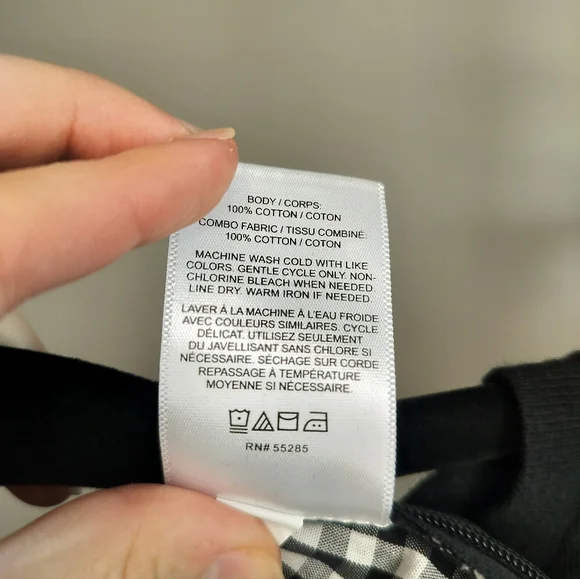 BODY / CORPS:
100% COTTON / COTON
COMBO FABRIC / TISSU COMBINÉ:
100% COTTON / COTON
MACHINE WASH COLD WITH LIKE
COLORS. GENTLE CYCLE ONLY. NON-
CHLORINE BLEACH WHEN NEEDED.
LINE DRY. WARM IRON IF NEEDED.
LAVER À LA MACHINE À L'EAU FROIDE
AVEC COULEURS SIMILAIRES. CYCLE
DÉLICAT. UTILISEZ SEULEMENT
DU JAVELLISANT SANS CHLORE SI
NÉCESSAIRE. SÉCHAGE SUR CORDE
REPASSAGE À TEMPÉRATURE
MOYENNE SI NÉCESSAIRE.
RN# 55285